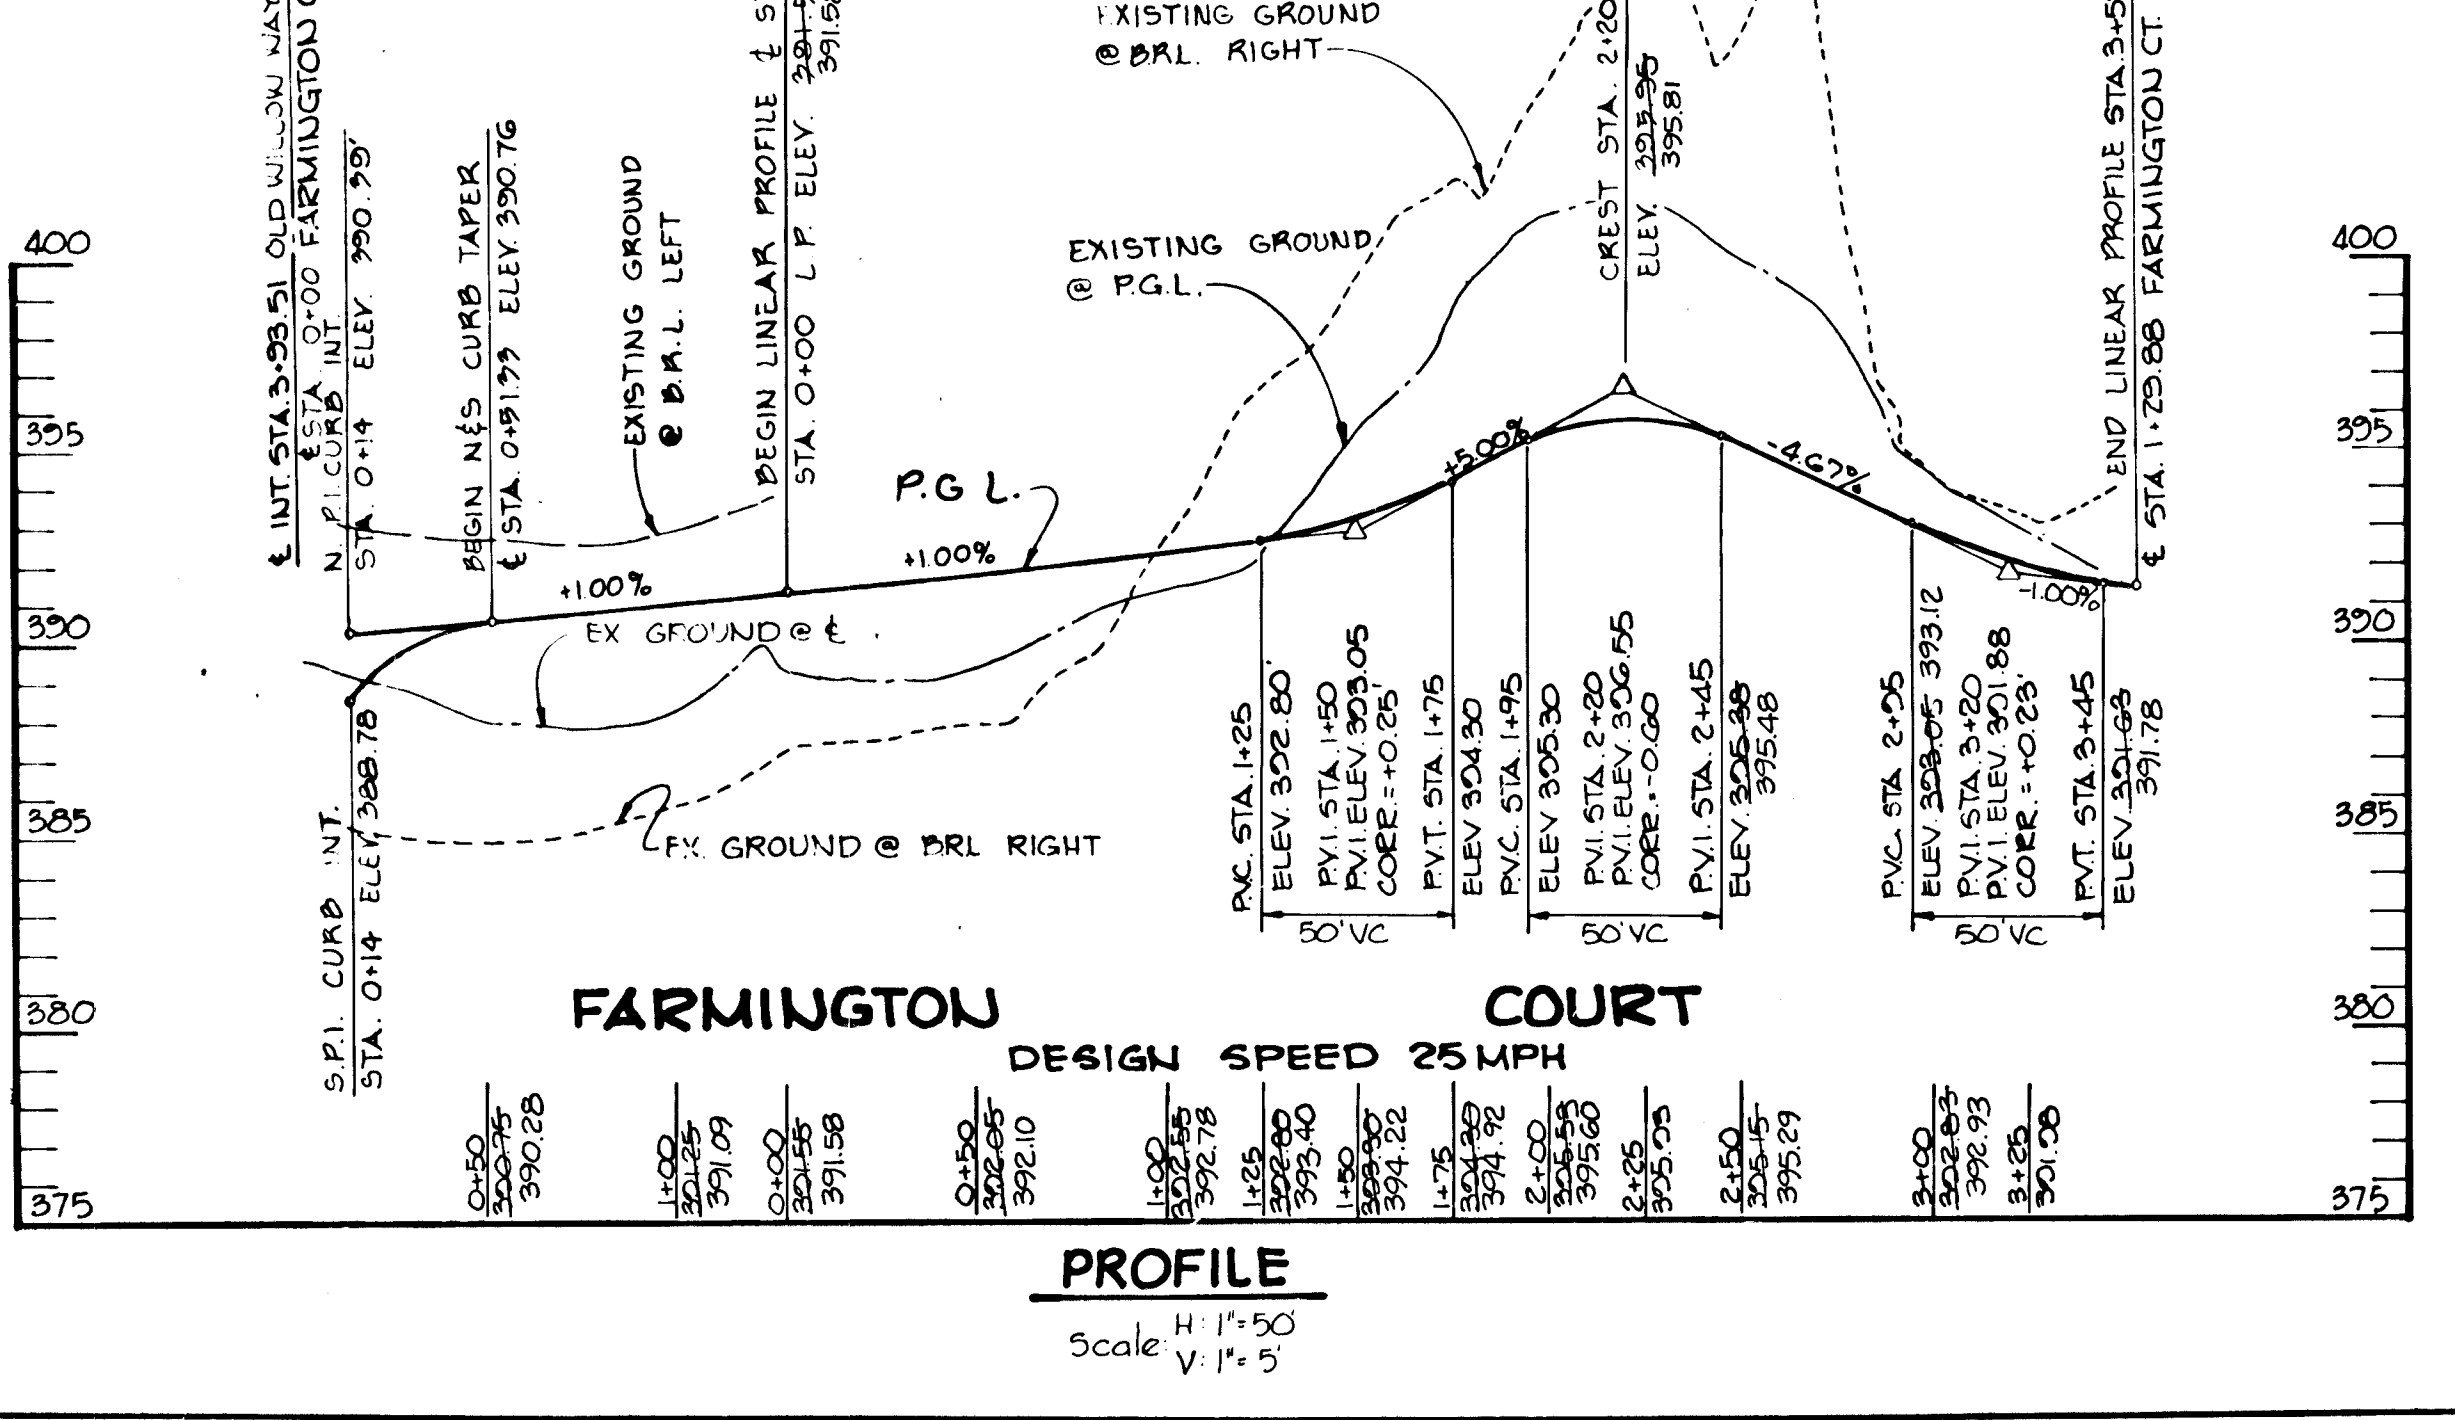 ₵ INT. STA. 3+93.51 OLD WILLOW WAY
₵ STA. 0+00 FARMINGTON
N. P.I. CURB INT.
STA. 0+14 ELEV. 390.39'
BEGIN N&S CURB TAPER
₵ STA. 0+51.33 ELEV 390.76
EXISTING GROUND
@ B.R.L. LEFT
BEGIN LINEAR PROFILE ₵
STA. 0+00 L.P. ELEV.
391.58
EXISTING GROUND
@ BRL. RIGHT
EXISTING GROUND
@ P.G.L.
CREST STA. 2+20
ELEV. 395.95
395.81
END LINEAR PROFILE STA. 3+5
₵ STA. 1+29.88 FARMINGTON CT.
400
395
390
385
380
375
400
395
390
385
380
375
P.G.L.
+1.00%
+1.00%
+5.00%
-4.67%
-1.00%
EX GROUND @ ₵
EX. GROUND @ BRL RIGHT
S.P.I. CURB INT.
STA. 0+14 ELEV 388.78
P.V.C. STA. 1+25
ELEV. 392.80'
P.V.I. STA. 1+50
P.V.I. ELEV. 393.05
CORR.=+0.25'
P.V.T. STA. 1+75
ELEV 394.30
P.V.C. STA. 1+95
ELEV 395.30
P.V.I. STA. 2+20
P.V.I. ELEV. 396.55
CORR.=-0.60
P.V.I. STA. 2+45
ELEV. 395.38
395.48
P.V.C. STA 2+95
ELEV. 393.05 393.12
P.V.I. STA. 3+20
P.V.I. ELEV. 391.88
CORR.=+0.23'
P.V.T. STA. 3+45
ELEV. 391.63
391.78
50' VC
50' VC
50' VC
FARMINGTON COURT
DESIGN SPEED 25 MPH
0+50
390.75
390.28
1+00
391.25
391.09
0+00
391.55
391.58
0+50
392.05
392.10
1+00
392.55
392.78
1+25
392.80
393.40
1+50
393.30
394.22
1+75
394.30
394.92
2+00
395.53
395.60
2+25
395.93
2+50
395.15
395.29
3+00
392.83
392.93
3+25
391.98
PROFILE
Scale: H: 1"=50'
V: 1"= 5'